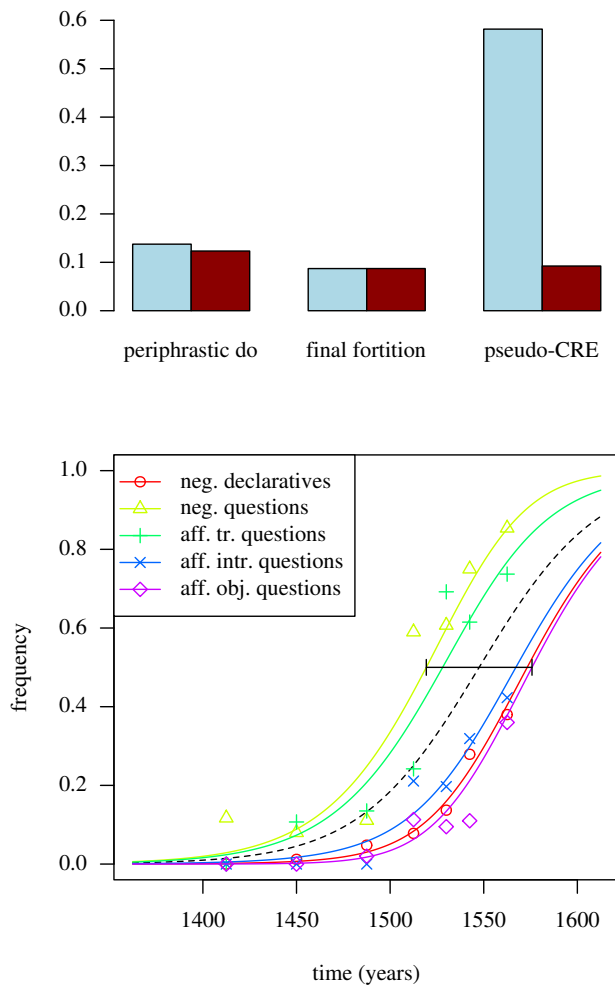 0.6
0.5
0.4
0.3
0.2
0.1
0.0
periphrastic do final fortition pseudo-CRE
1.0
0.8
0.6
0.4
0.2
0.0
frequency
neg. declaratives
neg. questions
aff. tr. questions
aff. intr. questions
aff. obj. questions
1400 1450 1500 1550 1600
time (years)